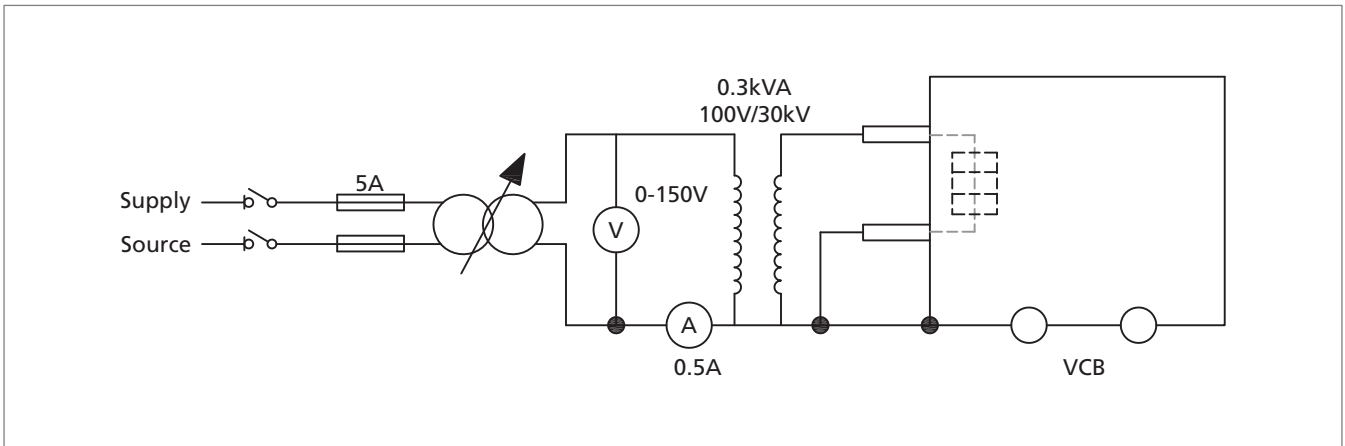 0.3kVA
100V/30kV
5A
Supply
0-150V
V
Source
A
0.5A
VCB